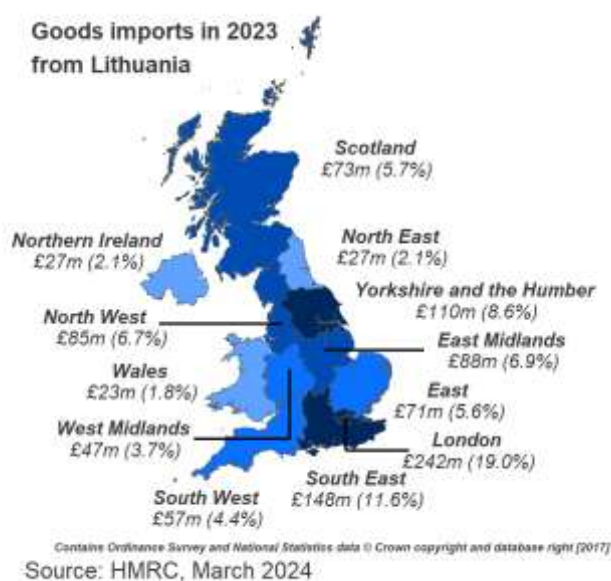 Goods imports in 2023
from Lithuania
Scotland
£73m (5.7%)
Northern Ireland
£27m (2.1%)
North East
£27m (2.1%)
Yorkshire and the Humber
£110m (8.6%)
North West
£85m (6.7%)
East Midlands
£88m (6.9%)
Wales
£23m (1.8%)
East
£71m (5.6%)
West Midlands
£47m (3.7%)
London
£242m (19.0%)
South East
£148m (11.6%)
South West
£57m (4.4%)
Contains Ordinance Survey and National Statistics data © Crown copyright and database right [2017]
Source: HMRC, March 2024